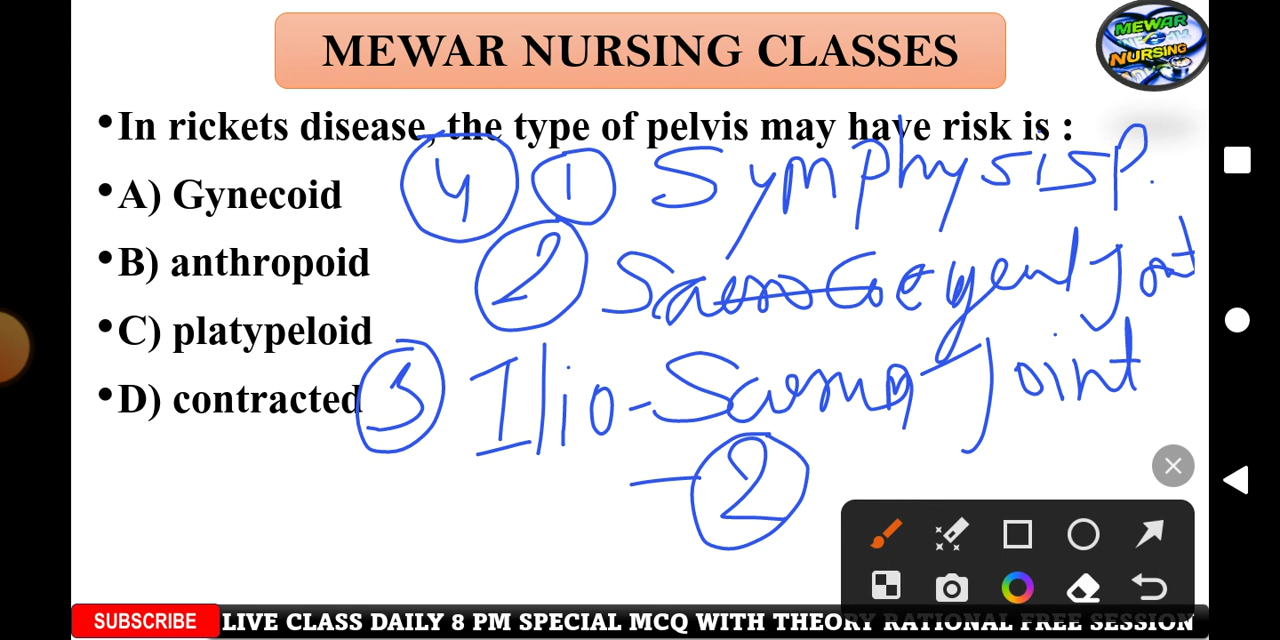 MEWAR NURSING CLASSES
MEWAR
NURSING
•In rickets disease, the type of pelvis may have risk is :
4 1 Symphysis P.
•A) Gynecoid
2 Joint
•B) anthropoid
•C) platypeloid
3 Ilio- Joint
•D) contracted
- 2
SUBSCRIBE LIVE CLASS DAILY 8 PM SPECIAL MCQ WITH THEORY RATIONAL FREE SESSION